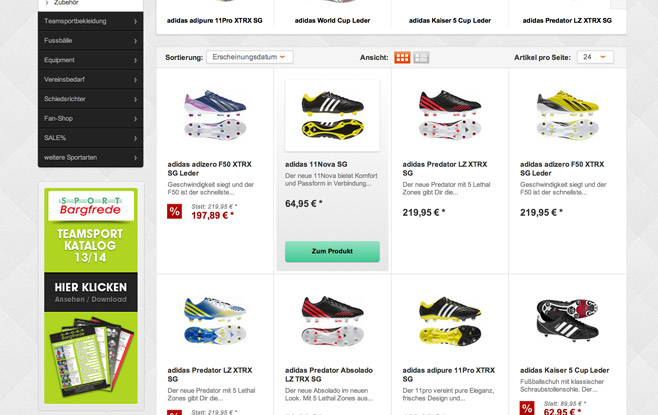 Zubehör
Teamsportbekleidung
Fussbälle
Equipment
Vereinsbedarf
Schiedsrichter
Fan-Shop
SALE%
weitere Sportarten
SPORT
Bargfrede
TEAMSPORT
KATALOG
13/14
HIER KLICKEN
Ansehen / Download
adidas adipure 11Pro XTRX SG
adidas World Cup Leder
adidas Kaiser 5 Cup Leder
adidas Predator LZ XTRX SG
Sortierung: Erscheinungsdatum
Ansicht:
Artikel pro Seite: 24
adidas adizero F50 XTRX
SG Leder
Geschwindigkeit siegt und der
F50 ist der schnellste...
%
Statt: 219,95 € *
197,89 € *
adidas 11Nova SG
Der neue 11Nova bietet Komfort
und Passform in Verbindung...
64,95 € *
Zum Produkt
adidas Predator LZ XTRX
SG
Der neue Predator mit 5 Lethal
Zones gibt Dir die...
219,95 € *
adidas adizero F50 XTRX
SG Leder
Geschwindigkeit siegt und der
F50 ist der schnellste...
219,95 € *
adidas Predator LZ XTRX
SG
Der neue Predator mit 5 Lethal
Zones gibt Dir die...
adidas Predator Absolado
LZ TRX SG
Der neue Absolado im neuen
Look. Mit 5 Lethal Zones aus...
adidas adipure 11Pro XTRX
SG
Der 11pro vereint pure Eleganz,
frisches Design und...
adidas Kaiser 5 Cup Leder
Fußballschuh mit klassischer
Schraubstollensohle. Der...
%
Statt: 89,95 € *
62,95 € *